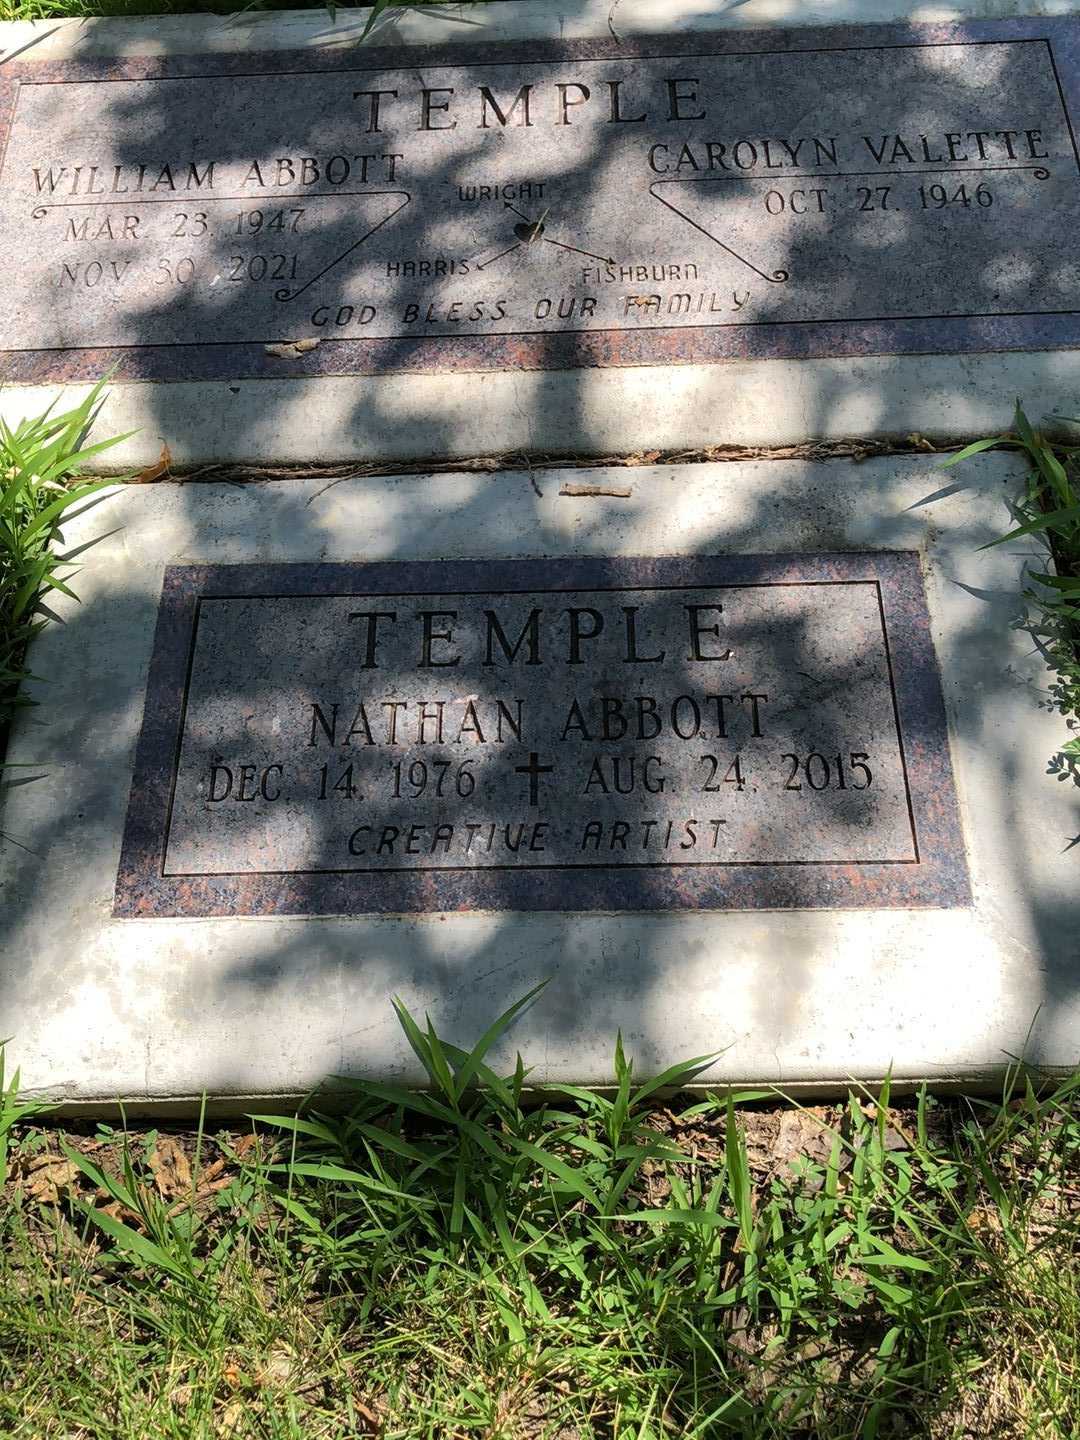 TEMPLE
WILLIAM ABBOTT
MAR. 23, 1947
NOV 30, 2021
CAROLYN VALETTE
OCT. 27, 1946
WRIGHT
HARRIS
FISHBURN
GOD BLESS OUR FAMILY
TEMPLE
NATHAN ABBOTT
DEC. 14, 1976 ✝ AUG. 24, 2015
CREATIVE ARTIST